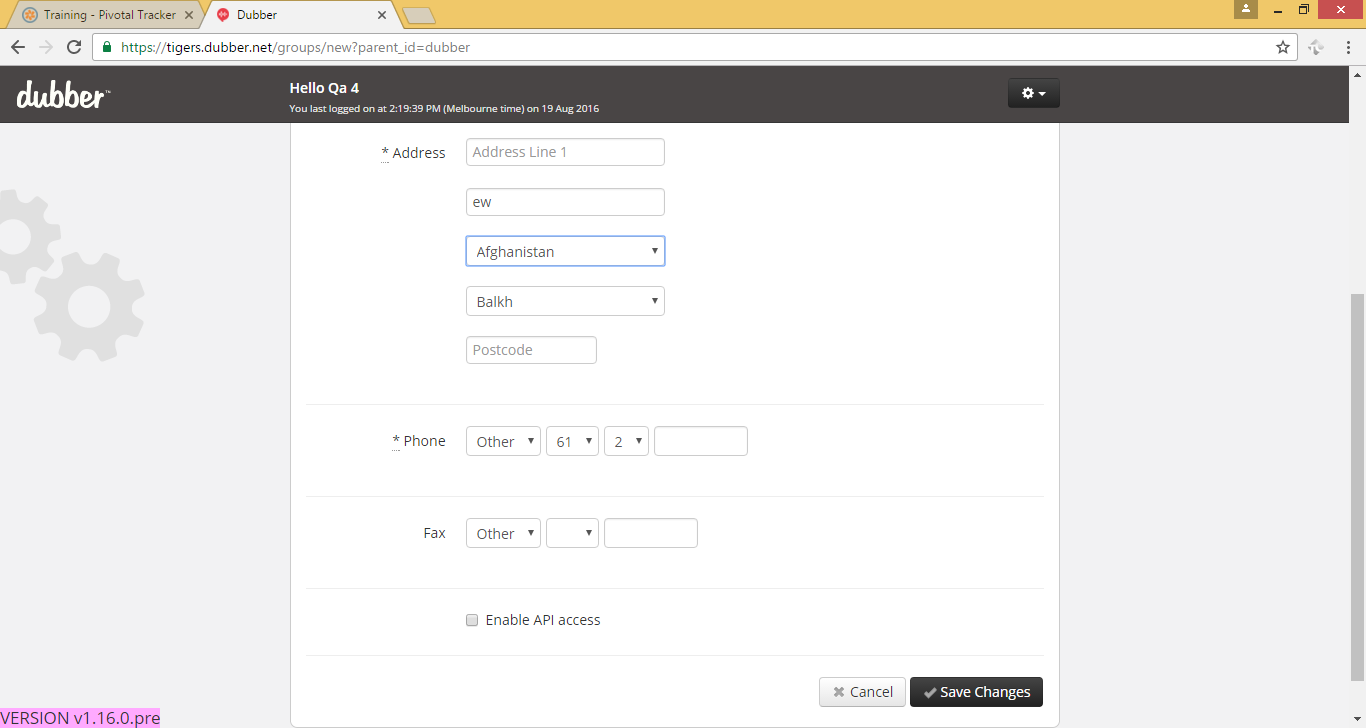 Training - Pivotal Tracker
Dubber
https://tigers.dubber.net/groups/new?parent_id=dubber
dubber™
Hello Qa 4
You last logged on at 2:19:39 PM (Melbourne time) on 19 Aug 2016
* Address
Address Line 1
ew
Afghanistan
Balkh
Postcode
* Phone Other 61 2
Fax Other
Enable API access
Cancel Save Changes
VERSION v1.16.0.pre